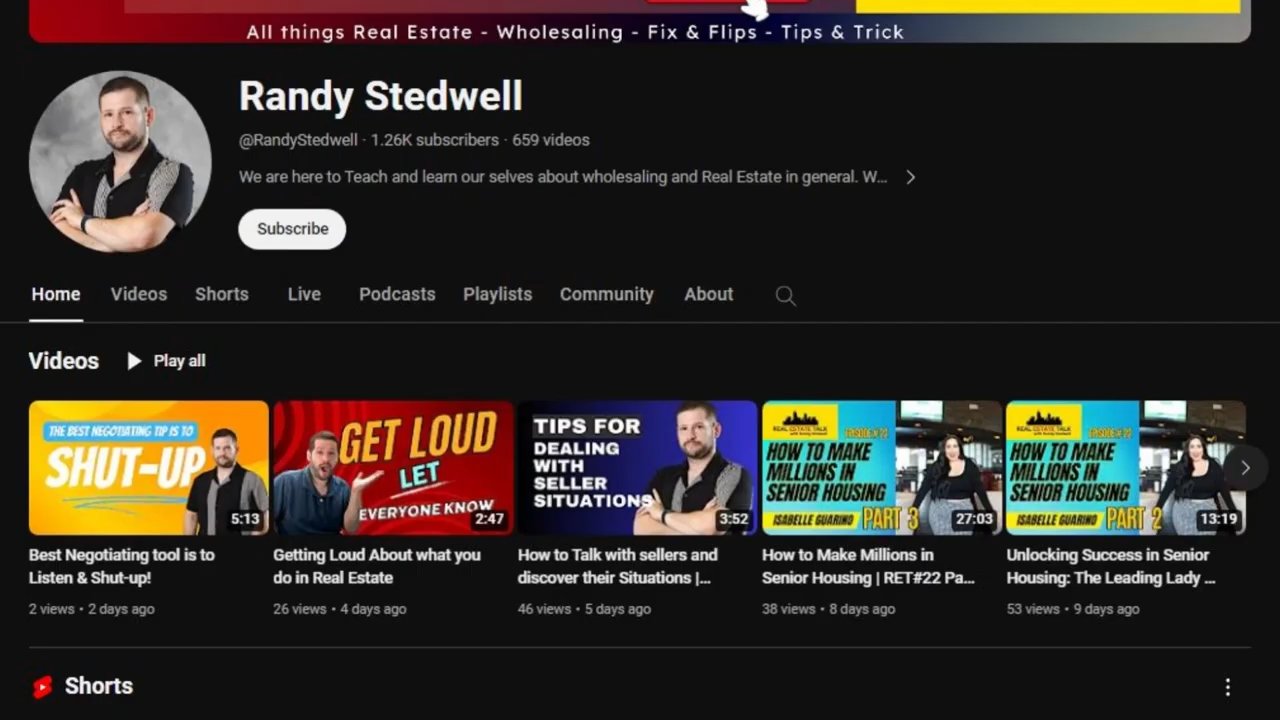 All things Real Estate - Wholesaling - Fix & Flips - Tips & Trick
Randy Stedwell
@RandyStedwell · 1.26K subscribers · 659 videos
We are here to Teach and learn our selves about wholesaling and Real Estate in general. W...
Subscribe
Home Videos Shorts Live Podcasts Playlists Community About
Videos Play all
THE BEST NEGOTIATING TIP IS TO
SHUT-UP
5:13
GET LOUD
LET
EVERYONE KNOW
2:47
TIPS FOR
DEALING
WITH
SELLER
SITUATIONS
3:52
REAL ESTATE TALK
EPISODE#22
HOW TO MAKE
MILLIONS IN
SENIOR HOUSING
ISABELLE GUARINO PART 3
27:03
REAL ESTATE TALK
EPISODE#22
HOW TO MAKE
MILLIONS IN
SENIOR HOUSING
ISABELLE GUARINO PART 2
13:19
Best Negotiating tool is to
Listen & Shut-up!
2 views • 2 days ago
Getting Loud About what you
do in Real Estate
26 views • 4 days ago
How to Talk with sellers and
discover their Situations |...
46 views • 5 days ago
How to Make Millions in
Senior Housing | RET#22 Pa...
38 views • 8 days ago
Unlocking Success in Senior
Housing: The Leading Lady ...
53 views • 9 days ago
Shorts